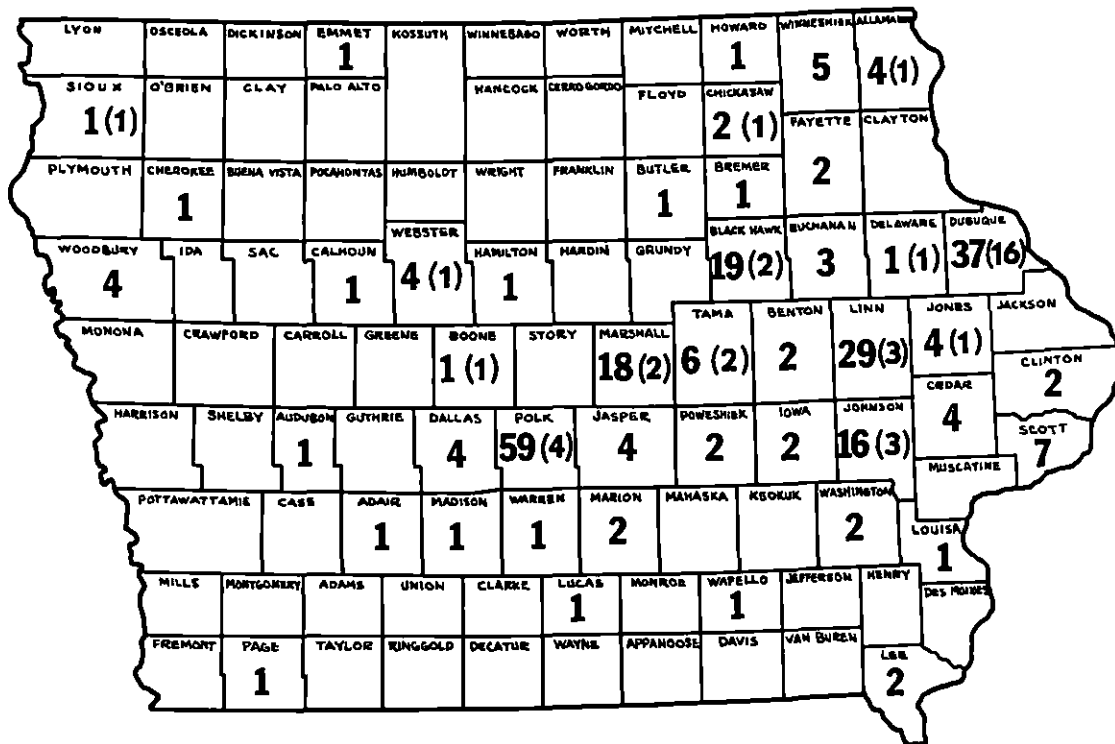 LYON OSCEOLA DICKINSON EMMET KOSSUTH WINNEBAGO WORTH MITCHELL HOWARD WINNESHIEK ALLAMAKEE
1 1 5 4 (1)
SIOUX O'BRIEN CLAY PALO ALTO HANCOCK CERRO GORDO FLOYD CHICKASAW
1 (1) 2 (1)
FAYETTE CLAYTON
2
PLYMOUTH CHEROKEE BUENA VISTA POCAHONTAS HUMBOLDT WRIGHT FRANKLIN BUTLER BREMER
1 1 1
WOODBURY IDA SAC CALHOUN WEBSTER HAMILTON HARDIN GRUNDY BLACK HAWK BUCHANAN DELAWARE DUBUQUE
4 1 4 (1) 1 19 (2) 3 1 (1) 37 (16)
MONONA CRAWFORD CARROLL GREENE BOONE STORY MARSHALL TAMA BENTON LINN JONES JACKSON
1 (1) 18 (2) 6 (2) 2 29 (3) 4 (1)
CLINTON
2
HARRISON SHELBY AUDUBON GUTHRIE DALLAS POLK JASPER POWESHIEK IOWA JOHNSON CEDAR SCOTT
1 4 59 (4) 4 2 2 16 (3) 4 7
MUSCATINE
POTTAWATTAMIE CASS ADAIR MADISON WARREN MARION MAHASKA KEOKUK WASHINGTON
1 1 1 2 2
LOUISA
1
MILLS MONTGOMERY ADAMS UNION CLARKE LUCAS MONROE WAPELLO JEFFERSON HENRY DES MOINES
1 1
FREMONT PAGE TAYLOR RINGGOLD DECATUR WAYNE APPANOOSE DAVIS VAN BUREN LEE
1 2